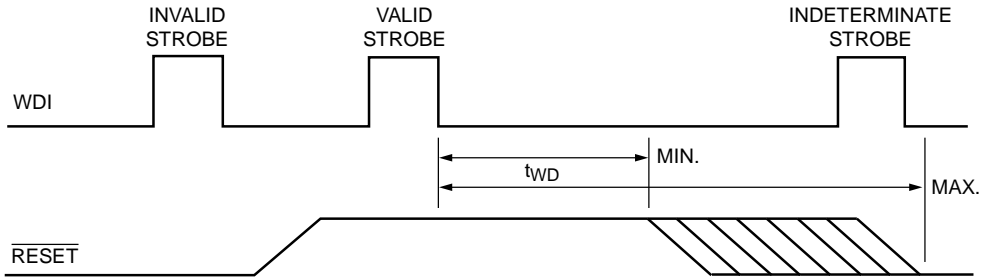 INVALID
STROBE
VALID
STROBE
INDETERMINATE
STROBE
WDI
MIN.
tWD
MAX.
RESET